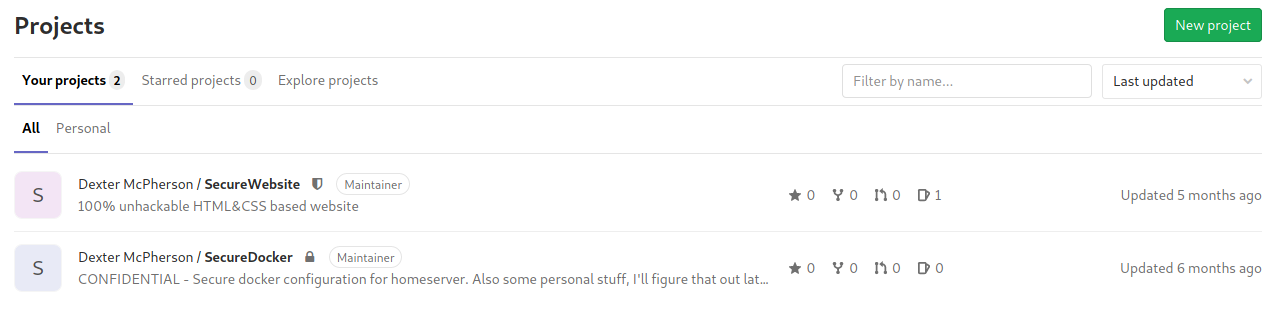 Projects
New project
Your projects 2 Starred projects 0 Explore projects
Filter by name...
Last updated
All Personal
S
Dexter McPherson / SecureWebsite Maintainer
100% unhackable HTML&CSS based website
0 0 0 1
Updated 5 months ago
S
Dexter McPherson / SecureDocker Maintainer
CONFIDENTIAL - Secure docker configuration for homeserver. Also some personal stuff, I'll figure that out lat...
0 0 0 0
Updated 6 months ago